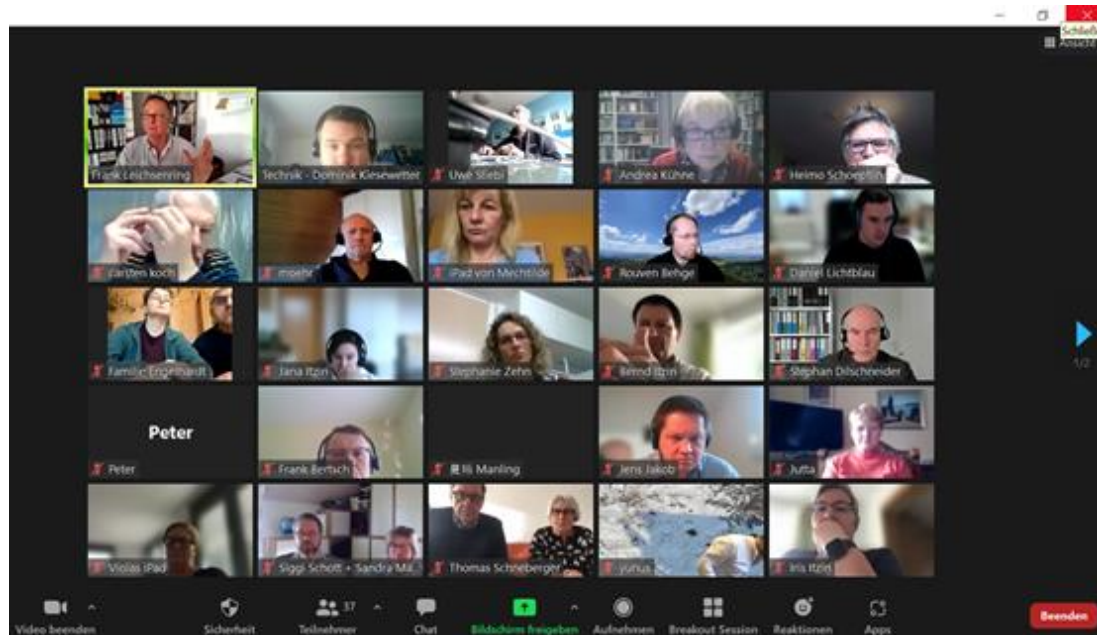 Schließ
Ansicht
Frank Leichsenring
Technik - Dominik Kiesewetter
Uwe Stiebi
Andrea Kühne
Heimo Schoepflin
carsten koch
moehr
iPad von Mechtilde
Rouven Behge
Daniel Lichtblau
Familie Engelhardt
Jana Itzin
Stephanie Zehn
Bernd Itzin
Stephan Dilschneider
Peter
Peter
Frank Bertsch
Manling
Jens Jakob
Jutta
Violas iPad
Siggi Schott + Sandra Ma...
Thomas Schneberger
yunus
Iris Itzin
1/2
37
Video beenden
Sicherheit
Teilnehmer
Chat
Bildschirm freigeben
Aufnehmen
Breakout Session
Reaktionen
Apps
Beenden